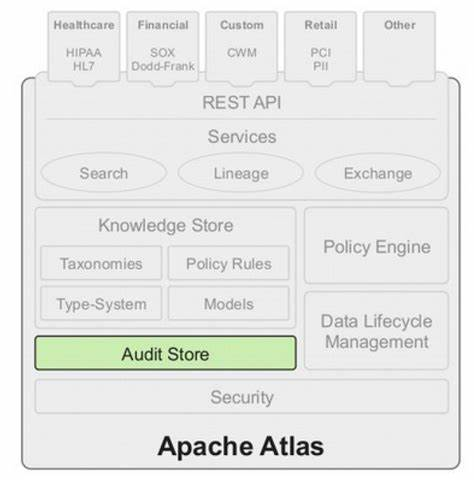 Healthcare
HIPAA
HL7
Financial
SOX
Dodd-Frank
Custom
CWM
Retail
PCI
PII
Other
REST API
Services
Search
Lineage
Exchange
Knowledge Store
Taxonomies
Policy Rules
Type-System
Models
Policy Engine
Data Lifecycle
Management
Audit Store
Security
Apache Atlas